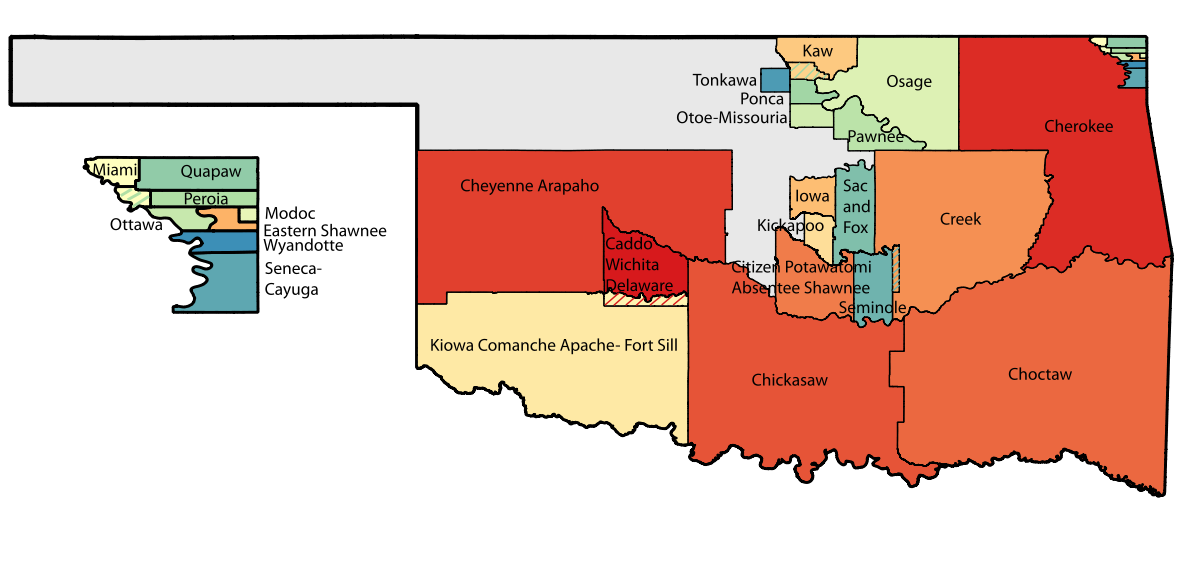 Kaw
Tonkawa
Osage
Ponca
Otoe-Missouria
Cherokee
Pawnee
Miami
Quapaw
Peroia
Ottawa
Modoc
Eastern Shawnee
Wyandotte
Seneca-
Cayuga
Cheyenne Arapaho
Iowa
Sac
and
Fox
Kickapoo
Creek
Caddo
Wichita
Delaware
Citizen Potawatomi
Absentee Shawnee
Seminole
Kiowa Comanche Apache- Fort Sill
Chickasaw
Choctaw